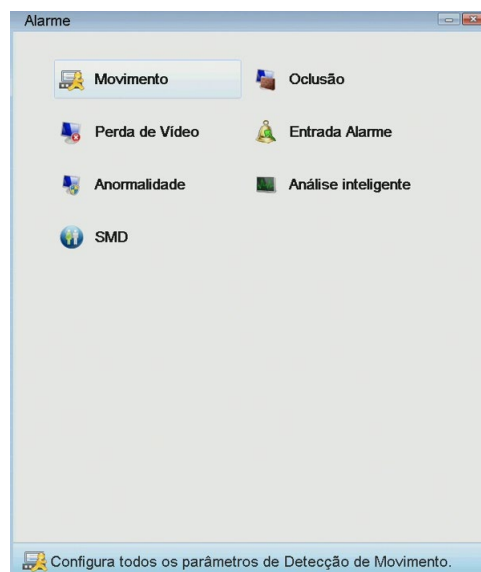 Alarme
Movimento
Oclusão
Perda de Vídeo
Entrada Alarme
Anormalidade
Análise inteligente
SMD
Configura todos os parâmetros de Detecção de Movimento.